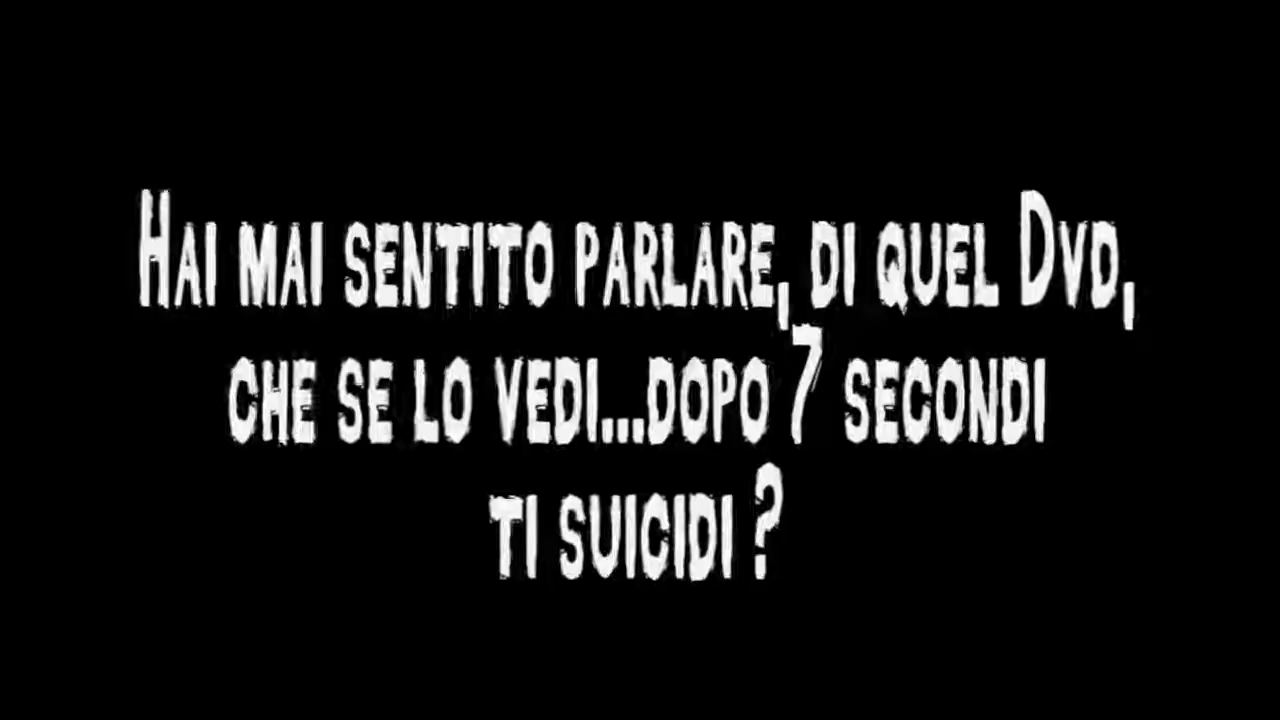 Hai mai sentito parlare, di quel Dvd,
che se lo vedi...dopo 7 secondi
ti suicidi ?